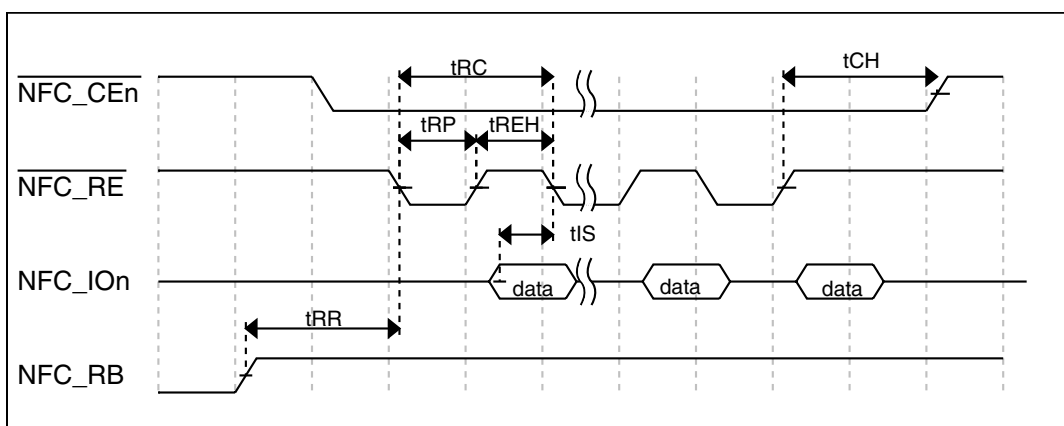 tRC
tCH
NFC_CEn
tRP
tREH
NFC_RE
tIS
NFC_IOn
data
data
data
tRR
NFC_RB